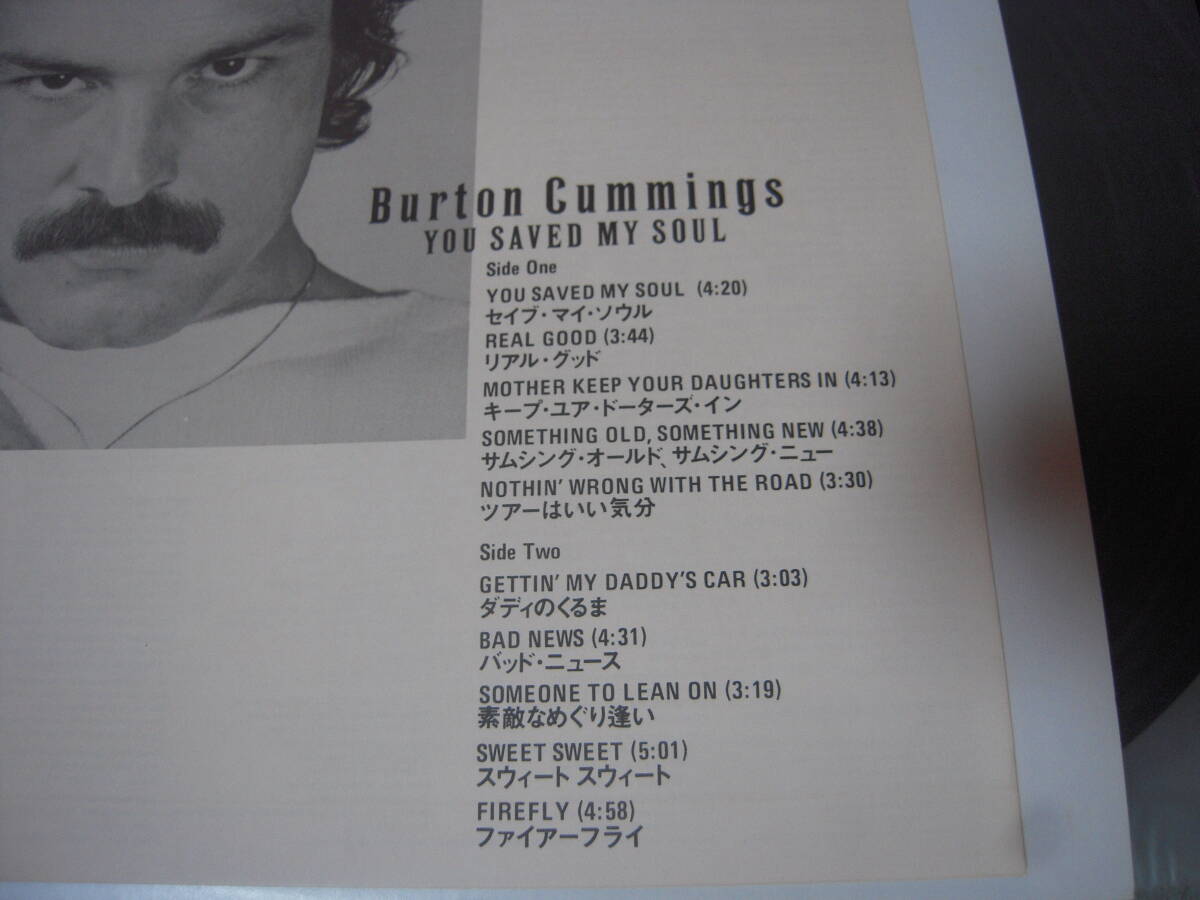 Burton Cummings
YOU SAVED MY SOUL
Side One
YOU SAVED MY SOUL (4:20)
セイブ・マイ・ソウル
REAL GOOD (3:44)
リアル・グッド
MOTHER KEEP YOUR DAUGHTERS IN (4:13)
キープ・ユア・ドーターズ・イン
SOMETHING OLD, SOMETHING NEW (4:38)
サムシング・オールド、サムシング・ニュー
NOTHIN' WRONG WITH THE ROAD (3:30)
ツアーはいい気分
Side Two
GETTIN' MY DADDY'S CAR (3:03)
ダディのくるま
BAD NEWS (4:31)
バッド・ニュース
SOMEONE TO LEAN ON (3:19)
素敵なめぐり逢い
SWEET SWEET (5:01)
スウィート スウィート
FIREFLY (4:58)
ファイアーフライ